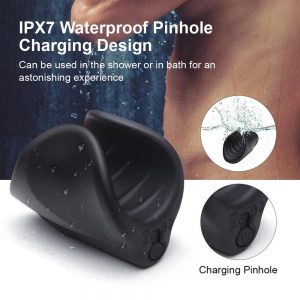 IPX7 Waterproof Pinhole
Charging Design
Can be used in the shower or in bath for an
astonishing experience
Charging Pinhole